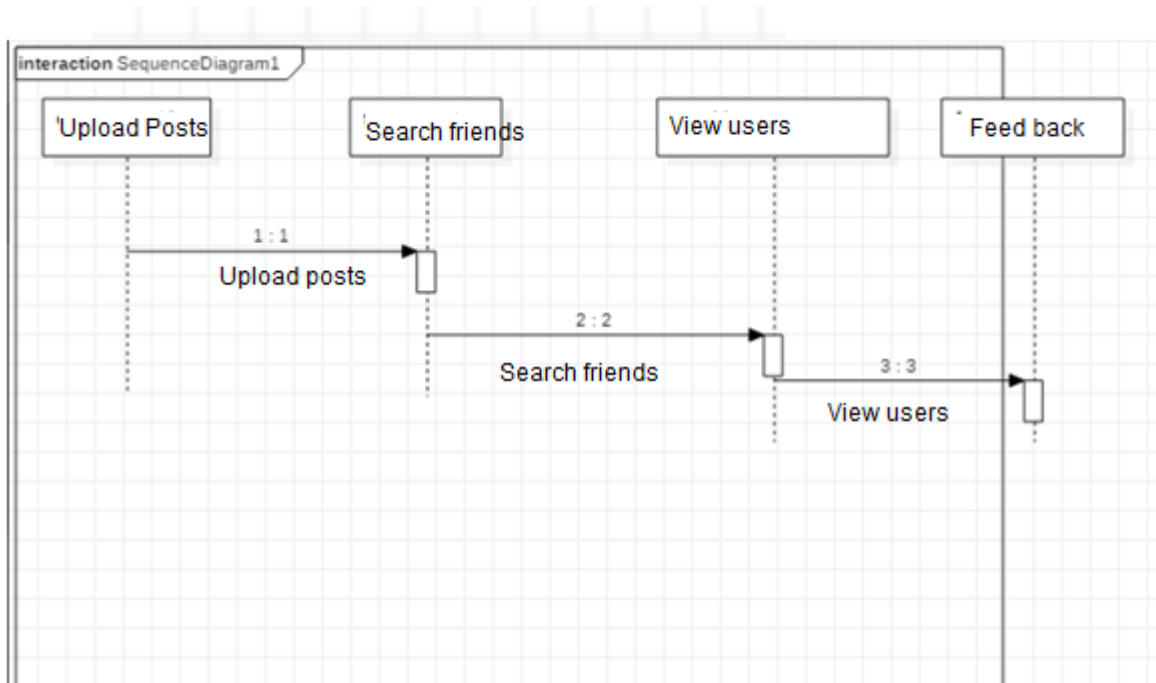 interaction SequenceDiagram1
Upload Posts
Search friends
View users
Feed back
1 : 1
Upload posts
2 : 2
Search friends
3 : 3
View users